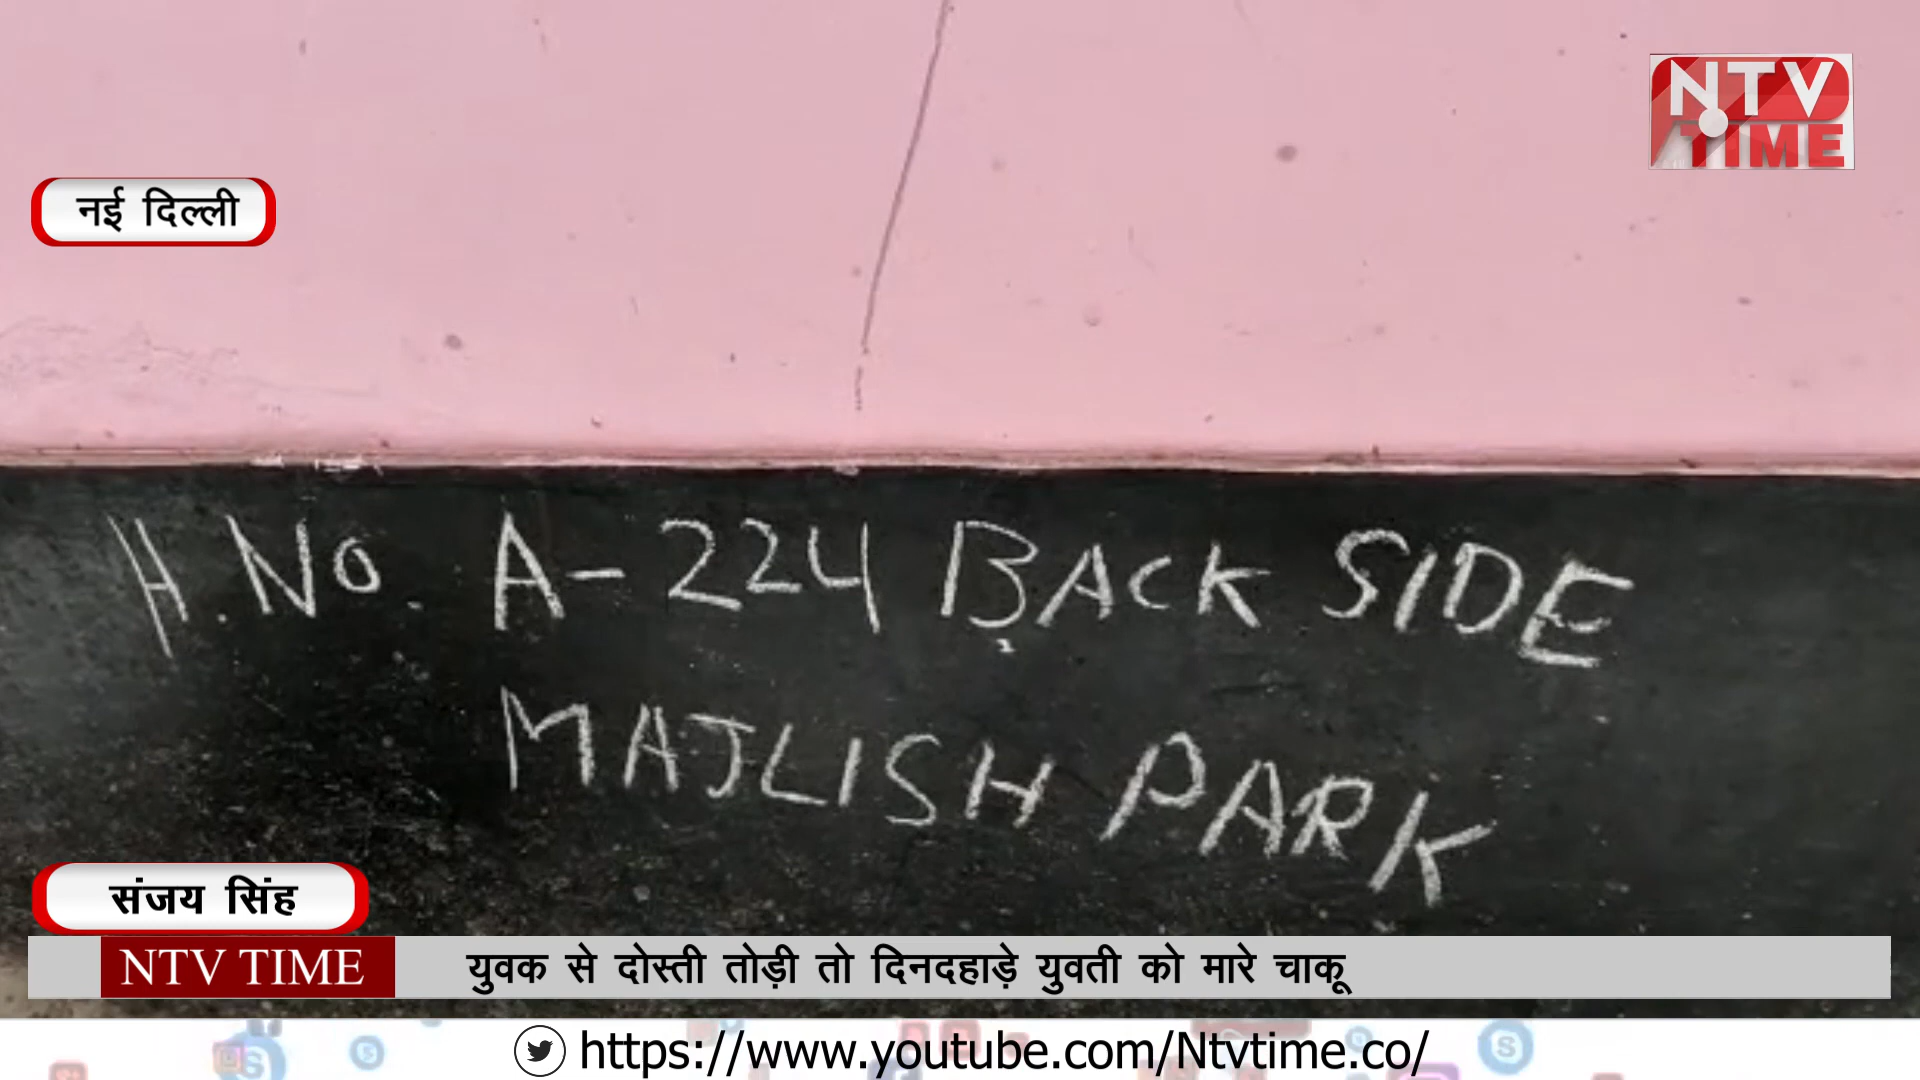 NTV
TIME
नई दिल्ली
H.No. A-224 BACK SIDE
MAJLISH PARK
संजय सिंह
NTV TIME युवक से दोस्ती तोड़ी तो दिनदहाड़े युवती को मारे चाकू
https://www.youtube.com/Ntvtime.co/